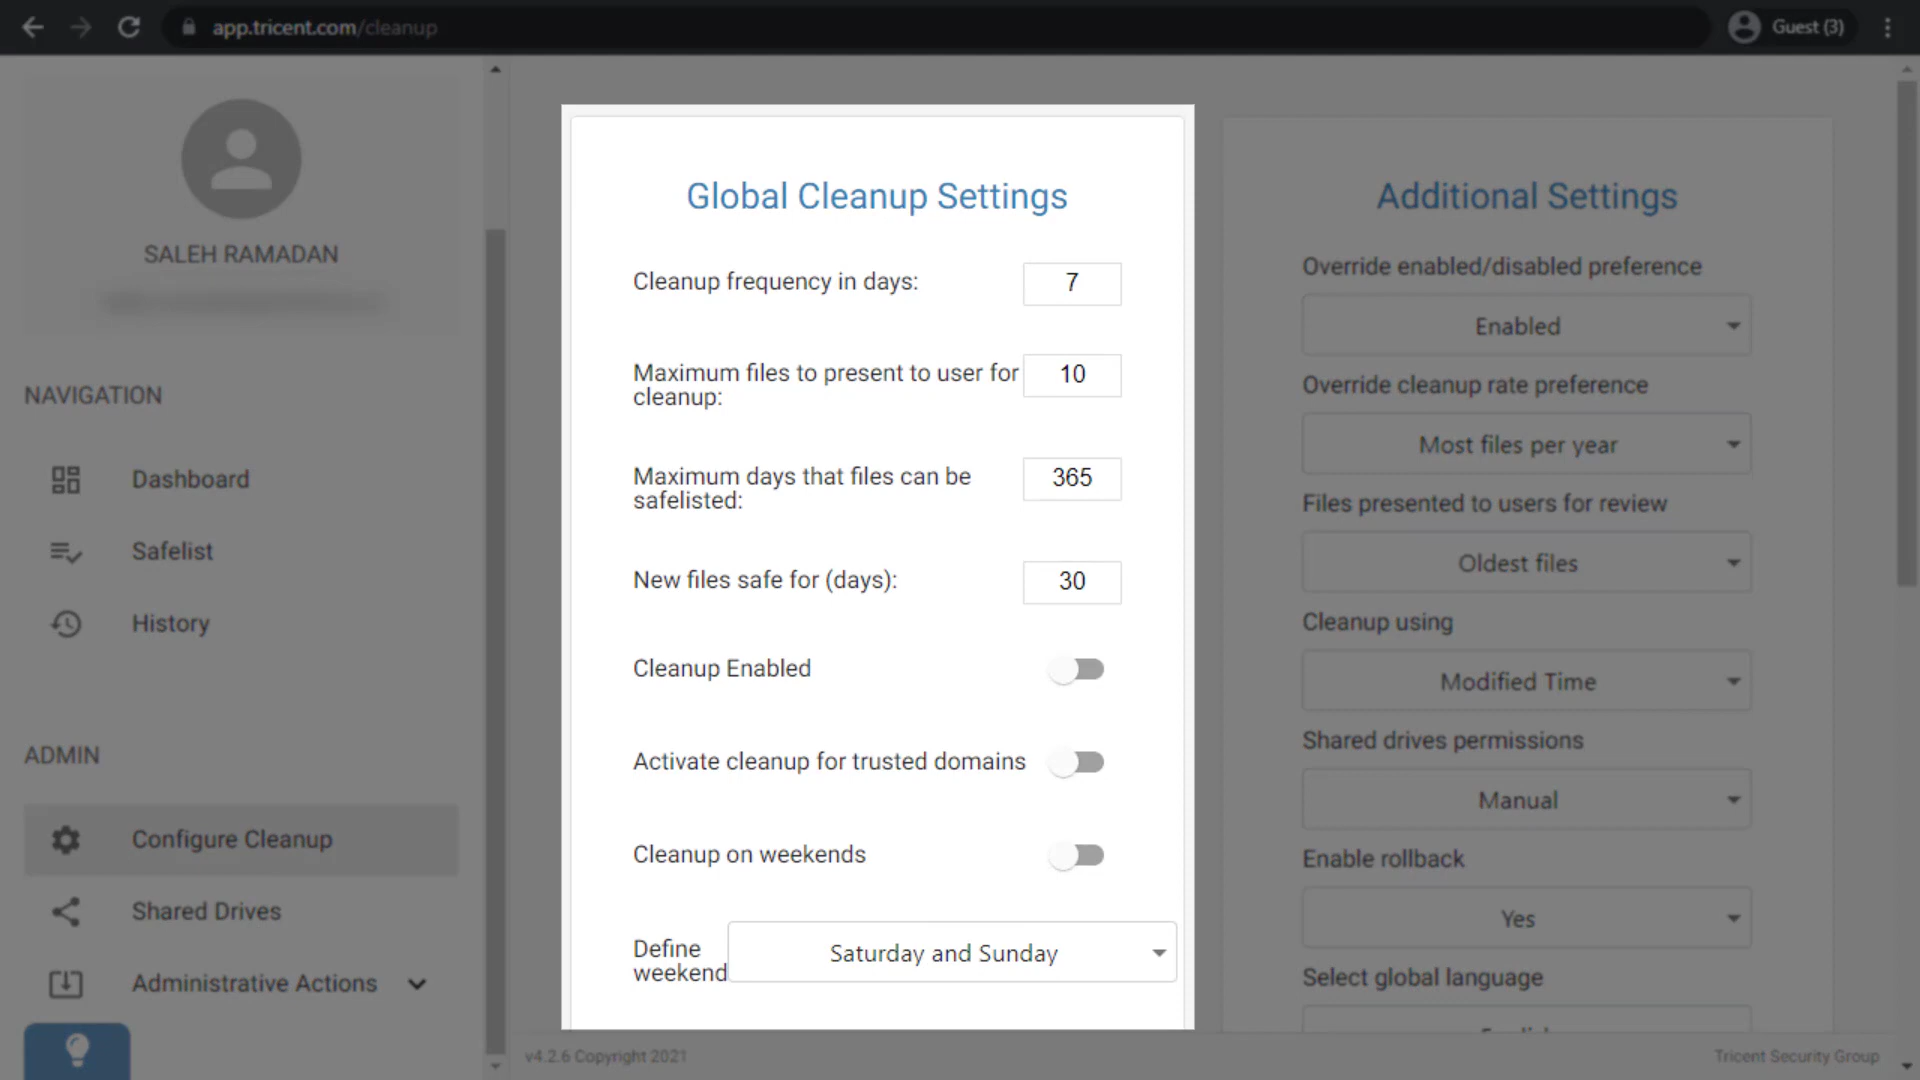 app.tricent.com/cleanup
Guest (3)
SALEH RAMADAN
NAVIGATION
Dashboard
Safelist
History
ADMIN
Configure Cleanup
Shared Drives
Administrative Actions
Global Cleanup Settings
Cleanup frequency in days: 7
Maximum files to present to user for 10
cleanup:
Maximum days that files can be 365
safelisted:
New files safe for (days): 30
Cleanup Enabled
Activate cleanup for trusted domains
Cleanup on weekends
Define
weekend
Saturday and Sunday
Additional Settings
Override enabled/disabled preference
Enabled
Override cleanup rate preference
Most files per year
Files presented to users for review
Oldest files
Cleanup using
Modified Time
Shared drives permissions
Manual
Enable rollback
Yes
Select global language
v4.2.6 Copyright 2021
Tricent Security Group